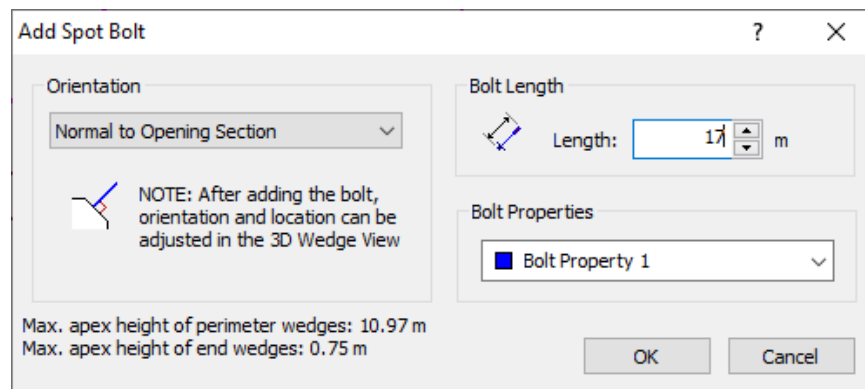 Add Spot Bolt
?
Orientation
Normal to Opening Section
NOTE: After adding the bolt,
orientation and location can be
adjusted in the 3D Wedge View
Bolt Length
Length: 17 m
Bolt Properties
Bolt Property 1
Max. apex height of perimeter wedges: 10.97 m
Max. apex height of end wedges: 0.75 m
OK
Cancel